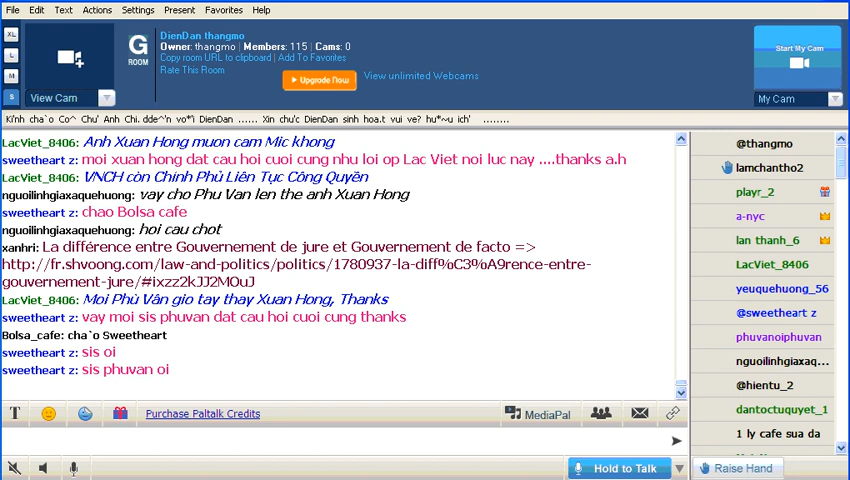 File Edit Text Actions Settings Present Favorites Help
XL
L
M
S
View Cam
G
ROOM
DienDan thangmo
Owner: thangmo | Members: 115 | Cams: 0
Copy room URL to clipboard | Add To Favorites
Rate This Room
Upgrade Now
View unlimited Webcams
Start My Cam
My Cam
Ki'nh cha`o Co^ Chu' Anh Chi. dde^'n vo*'i DienDan ...... Xin chu'c DienDan sinh hoa.t vui ve? hu*~u ich' ........
LacViet_8406: Anh Xuan Hong muon cam Mic khong
sweetheart z: moi xuan hong dat cau hoi cuoi cung nhu loi op Lac Viet noi luc nay ....thanks a.h
LacViet_8406: VNCH còn Chính Phủ Liên Tục Công Quyền
nguoilinhgiaxaquehuong: vay cho Phu Van len the anh Xuan Hong
sweetheart z: chao Bolsa cafe
nguoilinhgiaxaquehuong: hoi cau chot
xanhri: La différence entre Gouvernement de jure et Gouvernement de facto =>
http://fr.shvoong.com/law-and-politics/politics/1780937-la-diff%C3%A9rence-entre-
gouvernement-jure/#ixzz2kJJ2MOuJ
LacViet_8406: Moi Phù Vân gio tay thay Xuan Hong, Thanks
sweetheart z: vay moi sis phuvan dat cau hoi cuoi cung thanks
Bolsa_cafe: cha`o Sweetheart
sweetheart z: sis oi
sweetheart z: sis phuvan oi
@thangmo
lamchantho2
playr_2
a-nyc
lan thanh_6
LacViet_8406
yeuquehuong_56
@sweetheart z
phuvanoiphuvan
nguoilinhgiaxaq...
@hientu_2
dantoctuquyet_1
1 ly cafe sua da
T
Purchase Paltalk Credits
MediaPal
Hold to Talk
Raise Hand